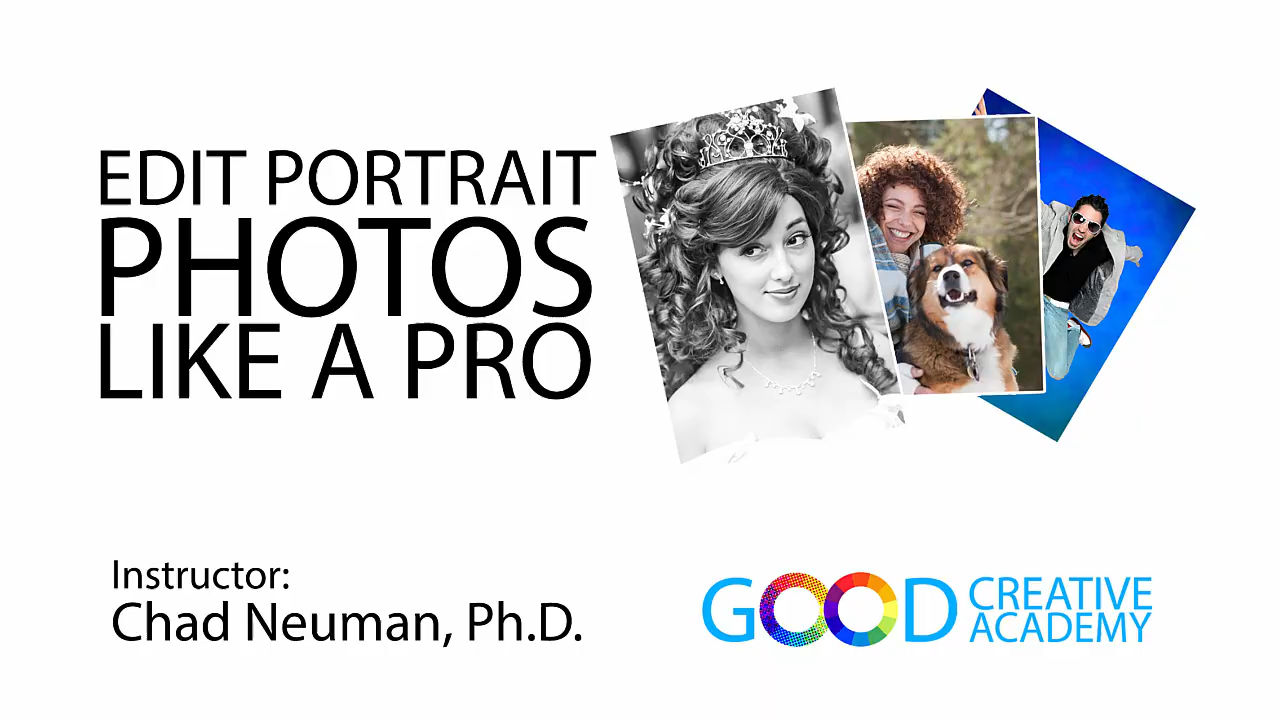 EDIT PORTRAIT
PHOTOS
LIKE A PRO
Instructor:
Chad Neuman, Ph.D.
GOOD CREATIVE
ACADEMY